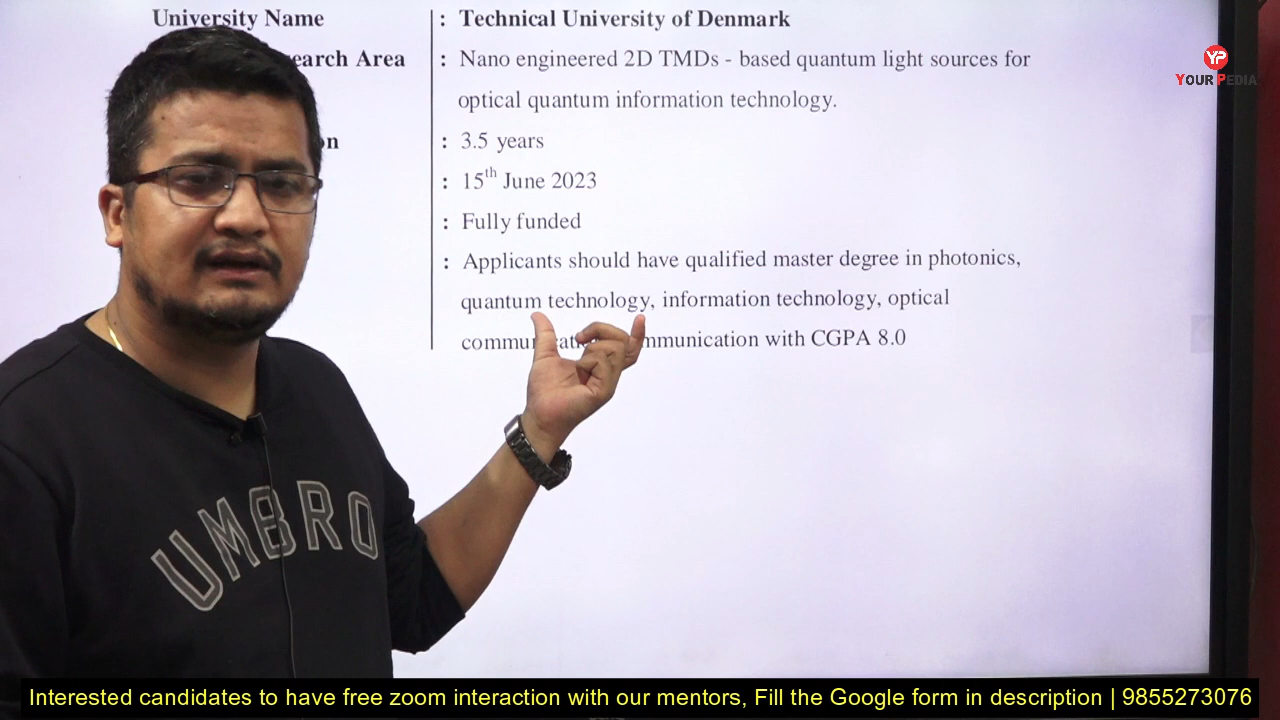 University Name : Technical University of Denmark
earch Area : Nano engineered 2D TMDs - based quantum light sources for
optical quantum information technology.
: 3.5 years
: 15th June 2023
: Fully funded
: Applicants should have qualified master degree in photonics,
quantum technology, information technology, optical
mmunication with CGPA 8.0
YP
YOUR PEDIA
UMBRO
Interested candidates to have free zoom interaction with our mentors, Fill the Google form in description | 9855273076